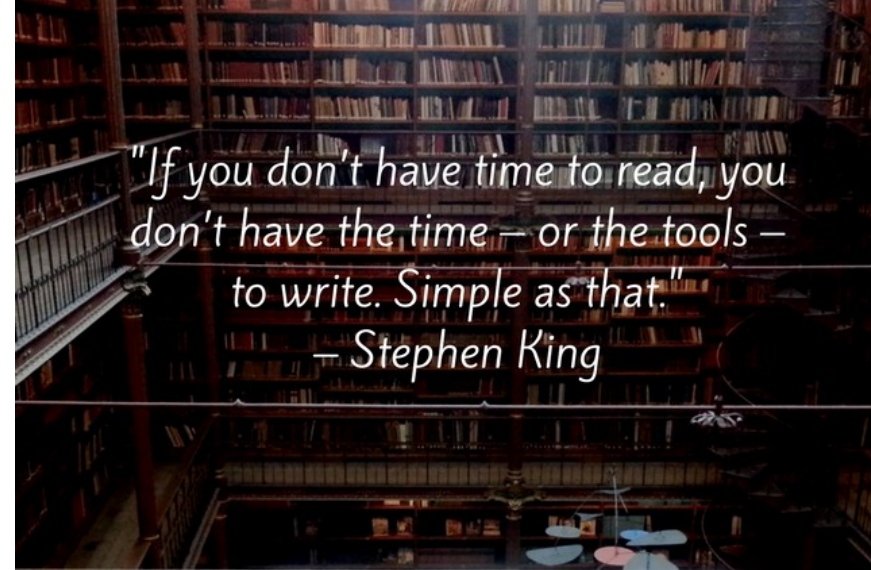 "If you don't have time to read, you
don't have the time – or the tools –
to write. Simple as that."
– Stephen King